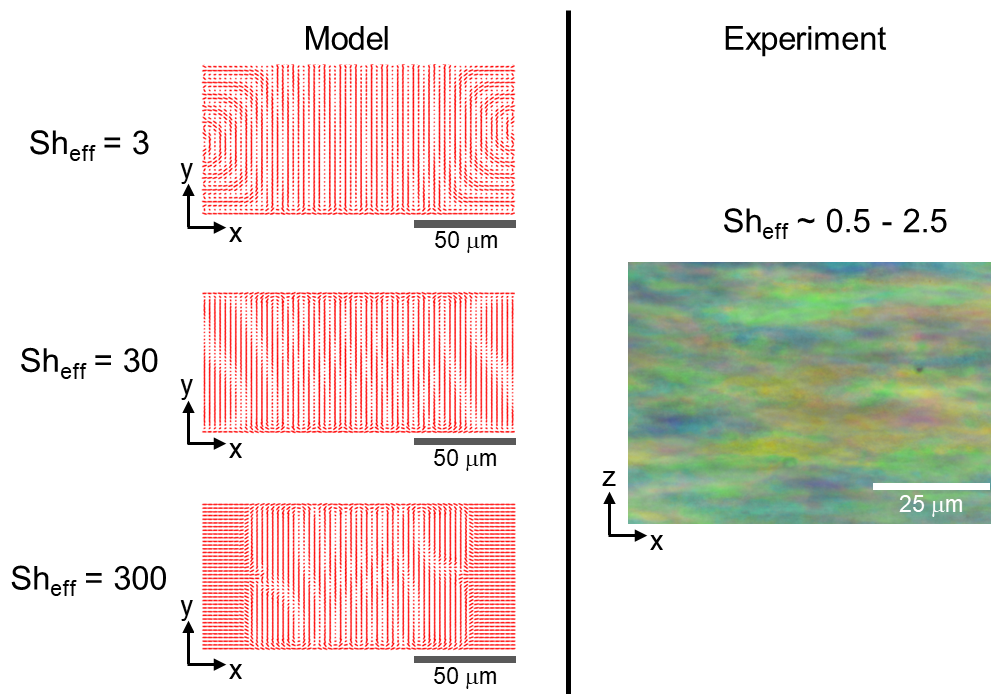 Model
Sh_eff = 3
y
x
50 μm
Sh_eff = 30
y
x
50 μm
Sh_eff = 300
y
x
50 μm
Experiment
Sh_eff ~ 0.5 - 2.5
z
x
25 μm